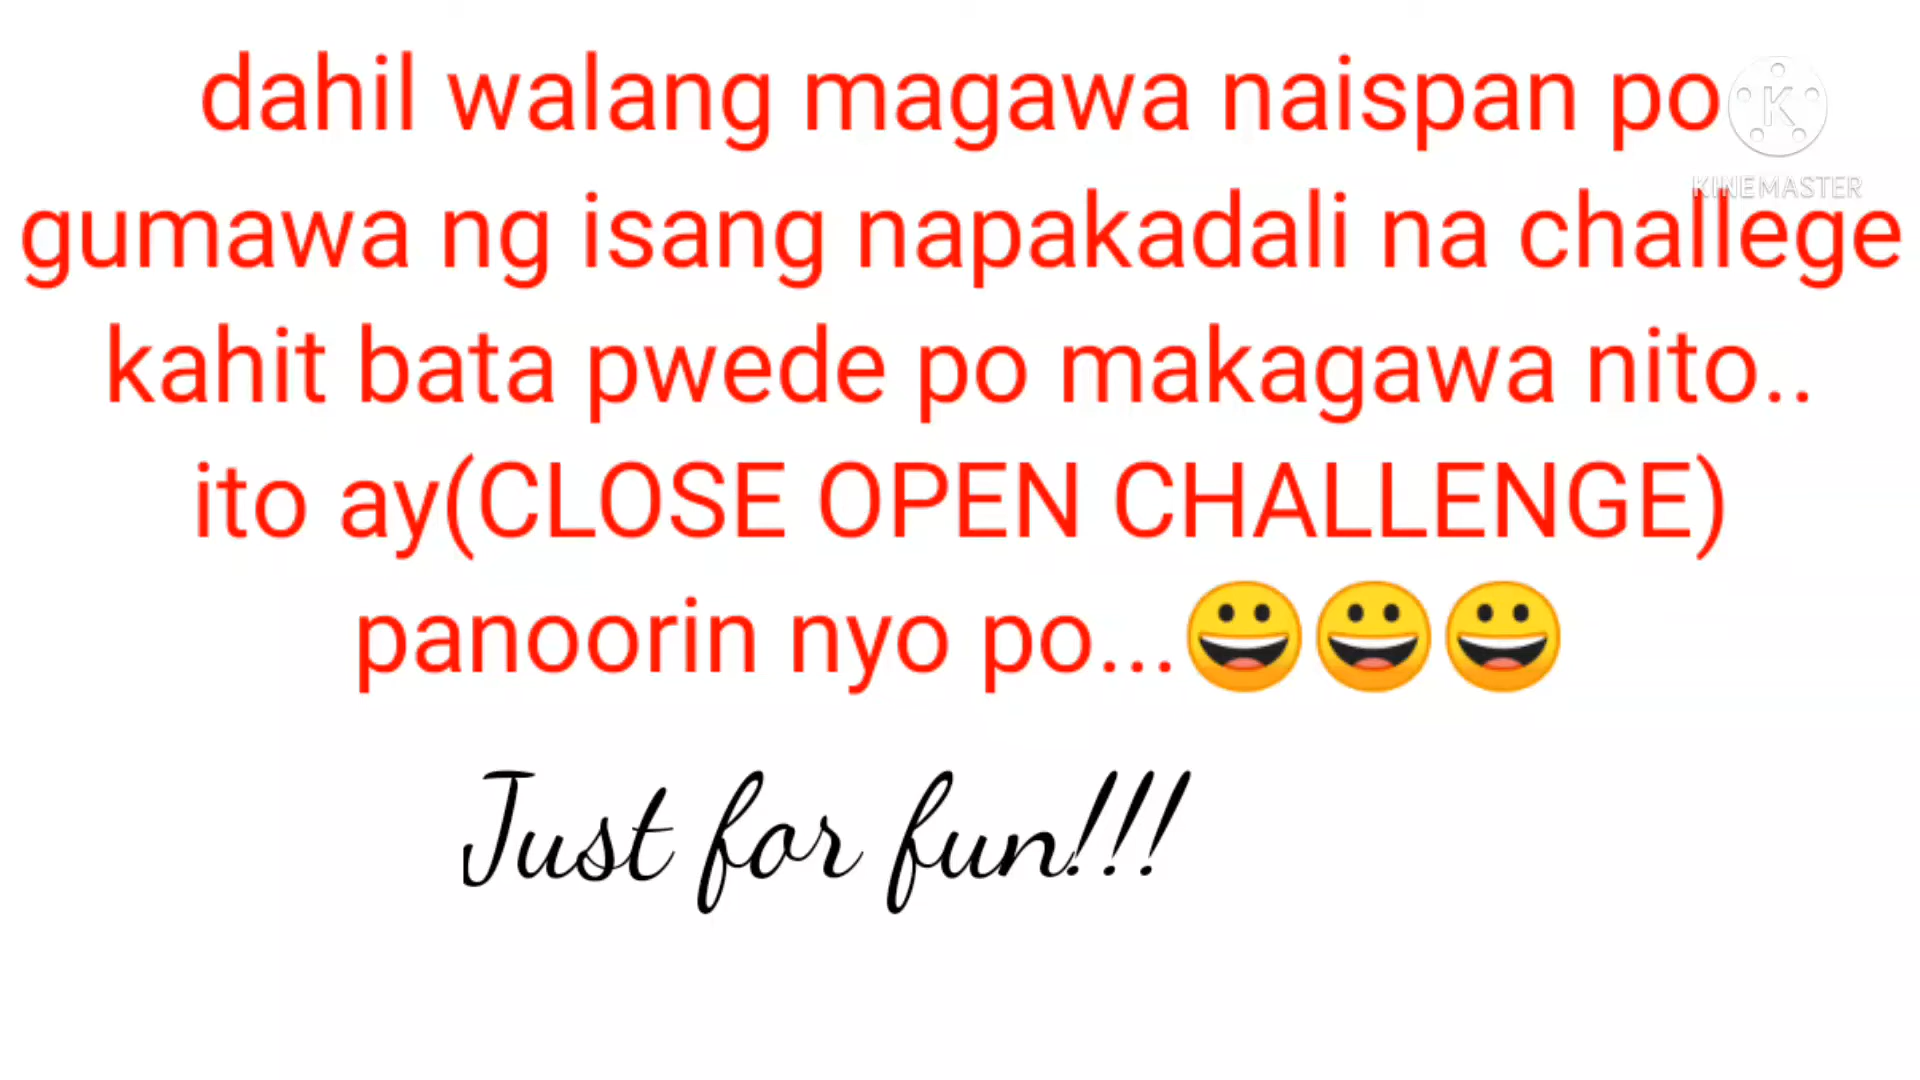 dahil walang magawa naispan po
KINEMASTER
gumawa ng isang napakadali na challege
kahit bata pwede po makagawa nito..
ito ay(CLOSE OPEN CHALLENGE)
panoorin nyo po...😀😀😀
Just for fun!!!